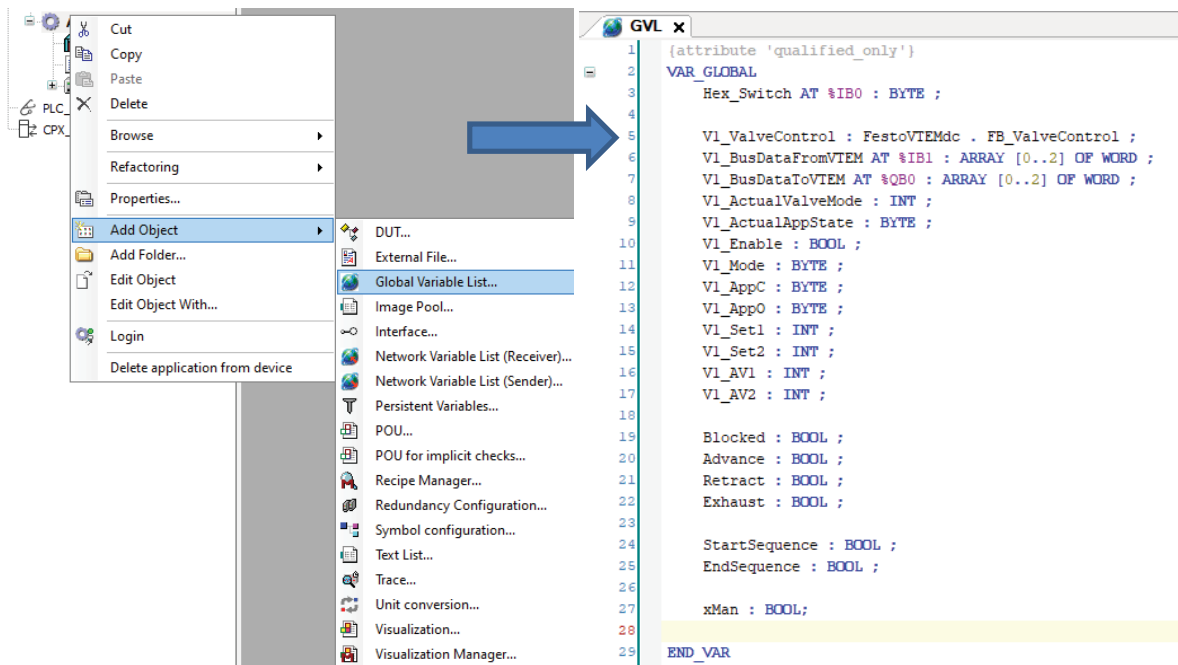 A
Cut
Copy
Paste
Delete
PLC_
CPX_
Browse
Refactoring
Properties...
Add Object
Add Folder...
Edit Object
Edit Object With...
Login
Delete application from device
DUT...
External File...
Global Variable List...
Image Pool...
Interface...
Network Variable List (Receiver)...
Network Variable List (Sender)...
Persistent Variables...
POU...
POU for implicit checks...
Recipe Manager...
Redundancy Configuration...
Symbol configuration...
Text List...
Trace...
Unit conversion...
Visualization...
Visualization Manager...
GVL x
1 {attribute 'qualified_only'}
2 VAR_GLOBAL
3 Hex_Switch AT %IB0 : BYTE ;
4
5 V1_ValveControl : FestoVTEMdc . FB_ValveControl ;
6 V1_BusDataFromVTEM AT %IB1 : ARRAY [0..2] OF WORD ;
7 V1_BusDataToVTEM AT %QB0 : ARRAY [0..2] OF WORD ;
8 V1_ActualValveMode : INT ;
9 V1_ActualAppState : BYTE ;
10 V1_Enable : BOOL ;
11 V1_Mode : BYTE ;
12 V1_AppC : BYTE ;
13 V1_AppO : BYTE ;
14 V1_Set1 : INT ;
15 V1_Set2 : INT ;
16 V1_AV1 : INT ;
17 V1_AV2 : INT ;
18
19 Blocked : BOOL ;
20 Advance : BOOL ;
21 Retract : BOOL ;
22 Exhaust : BOOL ;
23
24 StartSequence : BOOL ;
25 EndSequence : BOOL ;
26
27 xMan : BOOL;
28
29 END_VAR